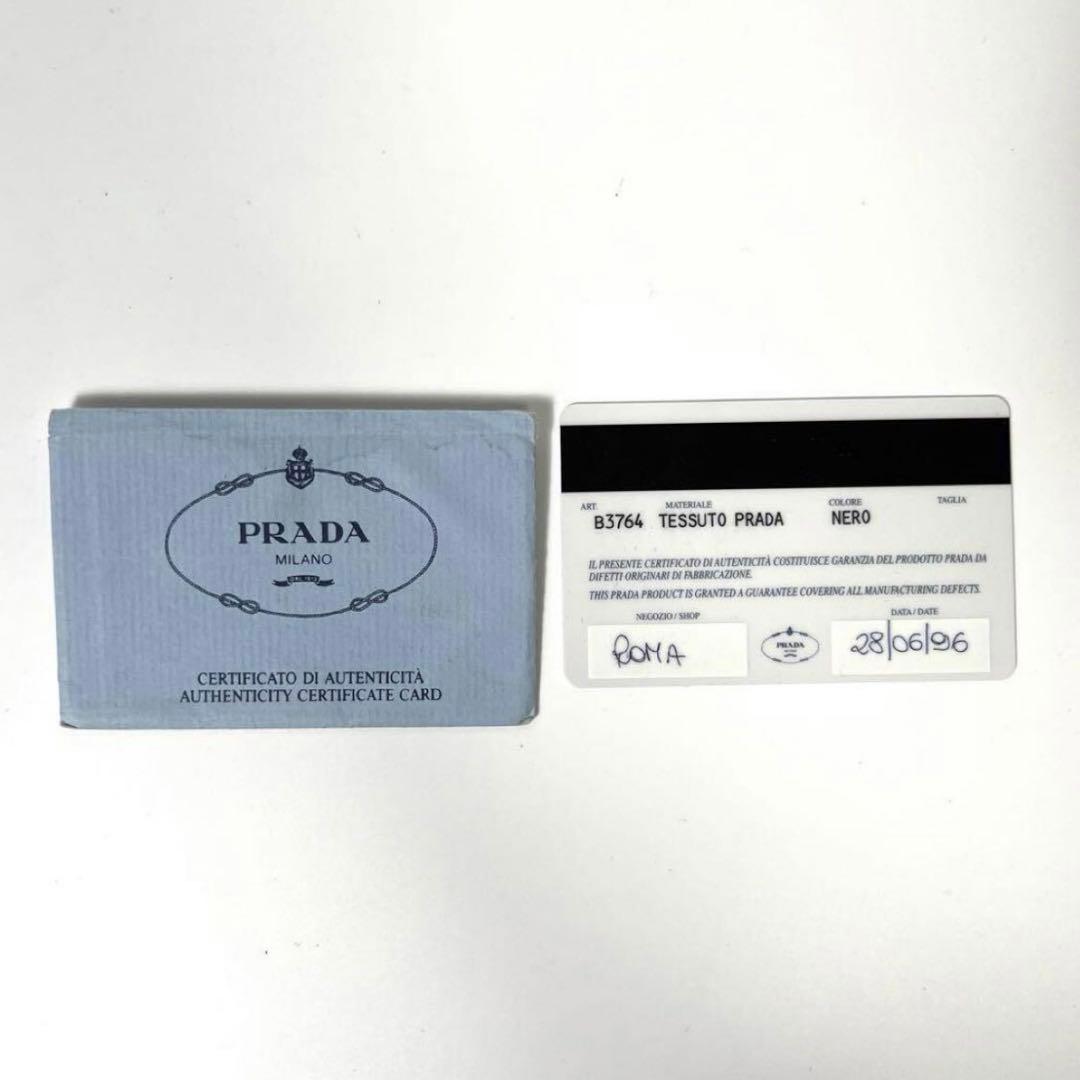 PRADA
MILANO
CERTIFICATO DI AUTENTICITÀ
AUTHENTICITY CERTIFICATE CARD
ART. MATERIALE COLORE TAGLIA
B3764 TESSUTO PRADA NERO
IL PRESENTE CERTIFICATO DI AUTENTICITÀ COSTITUISCE GARANZIA DEL PRODOTTO PRADA DA
DIFETTI ORIGINARI DI FABBRICAZIONE.
THIS PRADA PRODUCT IS GRANTED A GUARANTEE COVERING ALL MANUFACTURING DEFECTS.
NEGOZIO / SHOP DATA / DATE
ROMA PRADA 28/06/96